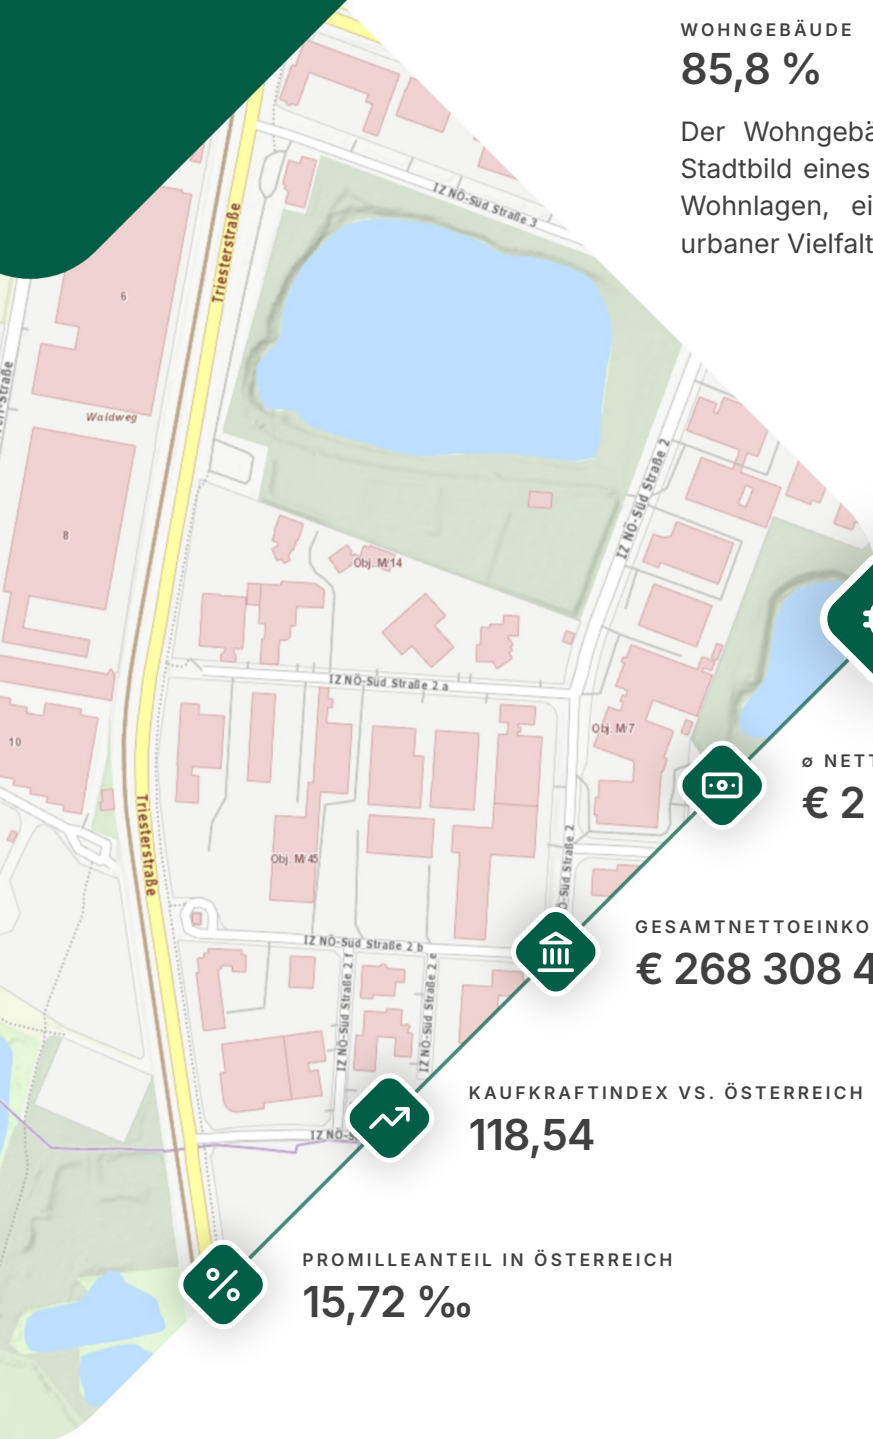 WOHNGEBÄUDE
85,8 %
Der Wohngebä
Stadtbild eines
Wohnlagen, ei
urbaner Vielfalt
IZ NÖ-Süd Straße 3
Triesterstraße
6
Waldweg
8
IZ NÖ-Süd Straße 2
Obj. M/14
IZ NÖ-Süd Straße 2 a
10
Obj. M/7
Triesterstraße
Obj. M/45
ø NETT
€ 2
GESAMTNETTOEINKO
€ 268 308 4
IZ NÖ-Süd Straße 2 b
IZ NÖ-Süd Straße 2 f
IZ NÖ-Süd Straße 2 e
KAUFKRAFTINDEX VS. ÖSTERREICH
118,54
IZ NÖ-S
PROMILLEANTEIL IN ÖSTERREICH
15,72 ‰